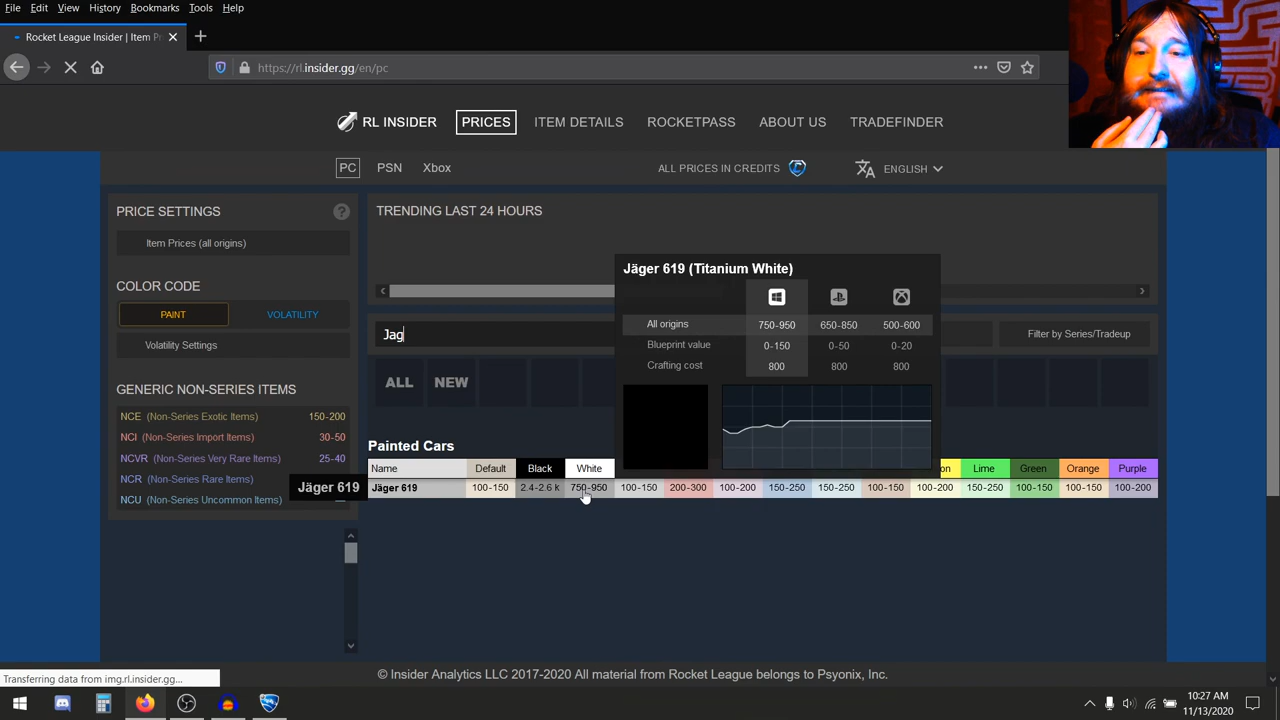 File Edit View History Bookmarks Tools Help
Rocket League Insider | Item Pr
https://rl.insider.gg/en/pc
RL INSIDER PRICES ITEM DETAILS ROCKETPASS ABOUT US TRADEFINDER
PC PSN Xbox ALL PRICES IN CREDITS ENGLISH
PRICE SETTINGS ?
Item Prices (all origins)
COLOR CODE
PAINT VOLATILITY
Volatility Settings
GENERIC NON-SERIES ITEMS
NCE (Non-Series Exotic Items) 150-200
NCI (Non-Series Import Items) 30-50
NCVR (Non-Series Very Rare Items) 25-40
NCR (Non-Series Rare Items)
NCU (Non-Series Uncommon Items)
Jäger 619
TRENDING LAST 24 HOURS
Jäger 619 (Titanium White)
All origins 750-950 650-850 500-600
Blueprint value 0-150 0-50 0-20
Crafting cost 800 800 800
Jag
Filter by Series/Tradeup
ALL NEW
Painted Cars
Name Default Black White on Lime Green Orange Purple
Jäger 619 100-150 2.4-2.6 k 750-950 100-150 200-300 100-200 150-250 150-250 100-150 100-200 150-250 100-150 100-150 100-200
© Insider Analytics LLC 2017-2020 All material from Rocket League belongs to Psyonix, Inc.
Transferring data from img.rl.insider.gg...
10:27 AM
11/13/2020